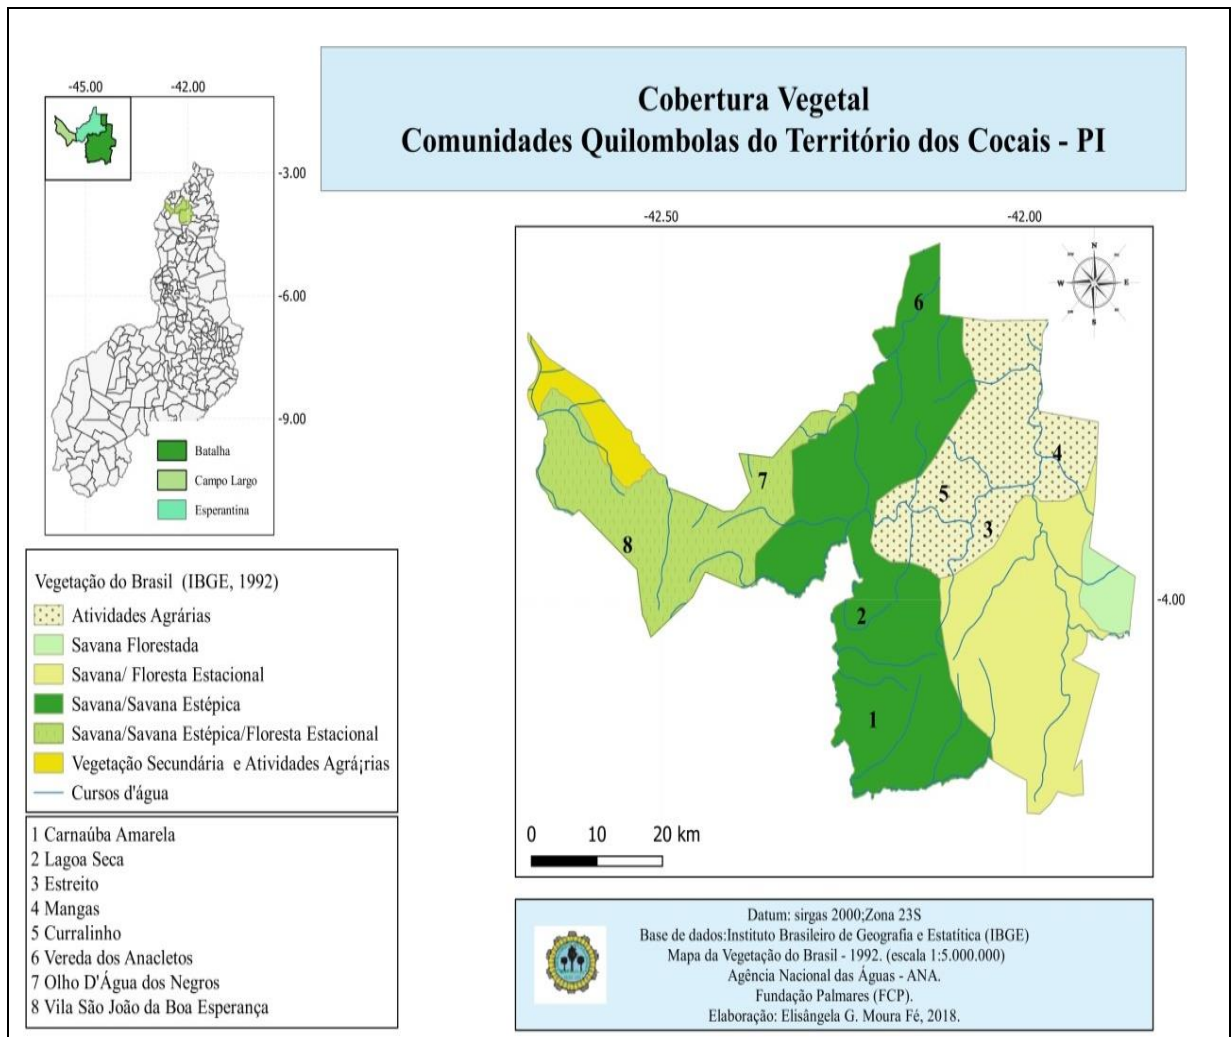 Cobertura Vegetal
Comunidades Quilombolas do Território dos Cocais - PI
-45.00
-42.00
-3.00
-6.00
-9.00
Batalha
Campo Largo
Esperantina
Vegetação do Brasil (IBGE, 1992)
Atividades Agrárias
Savana Florestada
Savana/ Floresta Estacional
Savana/Savana Estépica
Savana/Savana Estépica/Floresta Estacional
Vegetação Secundária e Atividades Agrá¡rias
Cursos d'água
1 Carnaúba Amarela
2 Lagoa Seca
3 Estreito
4 Mangas
5 Curralinho
6 Vereda dos Anacletos
7 Olho D'Água dos Negros
8 Vila São João da Boa Esperança
-42.50
-42.00
N
W
E
S
6
4
7
5
3
8
-4.00
2
1
0 10 20 km
Datum: sirgas 2000;Zona 23S
Base de dados:Instituto Brasileiro de Geografia e Estatítica (IBGE)
Mapa da Vegetação do Brasil - 1992. (escala 1:5.000.000)
Agência Nacional das Águas - ANA.
Fundação Palmares (FCP).
Elaboração: Elisângela G. Moura Fé, 2018.